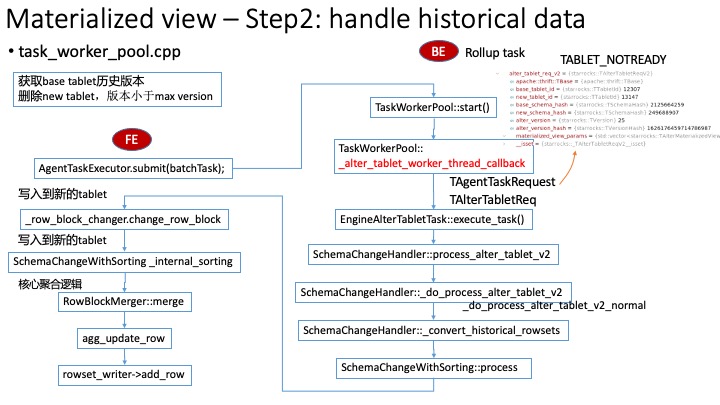 Materialized view – Step2: handle historical data
• task_worker_pool.cpp
BE
Rollup task
TABLET_NOTREADY
获取base tablet历史版本
删除new tablet，版本小于max version
alter_tablet_req_v2 = {starrocks::TAlterTabletReqV2}
apache::thrift::TBase = {apache::thrift::TBase}
base_tablet_id = {starrocks::TTabletId} 12307
new_tablet_id = {starrocks::TTabletId} 13147
base_schema_hash = {starrocks::TSchemaHash} 2125664259
new_schema_hash = {starrocks::TSchemaHash} 249688907
alter_version = {starrocks::TVersion} 25
alter_version_hash = {starrocks::TVersionHash} 1626176459714786987
materialized_view_params = {std::vector<starrocks::TAlterMaterializedView
__isset = {starrocks::_TAlterTabletReqV2__isset}
TaskWorkerPool::start()
FE
TaskWorkerPool::
_alter_tablet_worker_thread_callback
AgentTaskExecutor.submit(batchTask);
TAgentTaskRequest
TAlterTabletReq
写入到新的tablet
_row_block_changer.change_row_block
EngineAlterTabletTask::execute_task()
写入到新的tablet
SchemaChangeWithSorting _internal_sorting
SchemaChangeHandler::process_alter_tablet_v2
核心聚合逻辑
RowBlockMerger::merge
SchemaChangeHandler::_do_process_alter_tablet_v2
_do_process_alter_tablet_v2_normal
agg_update_row
SchemaChangeHandler::_convert_historical_rowsets
rowset_writer->add_row
SchemaChangeWithSorting::process